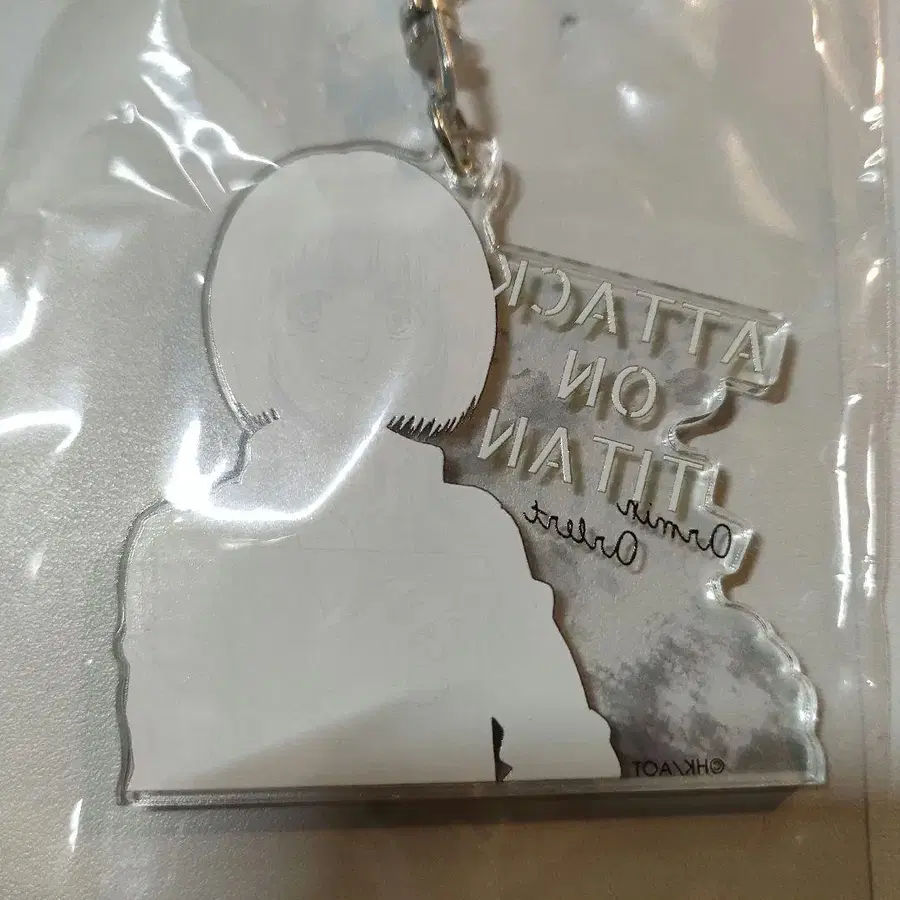 ATTACK
ON
TITAN
Armin
Arlert
©HK/AOT